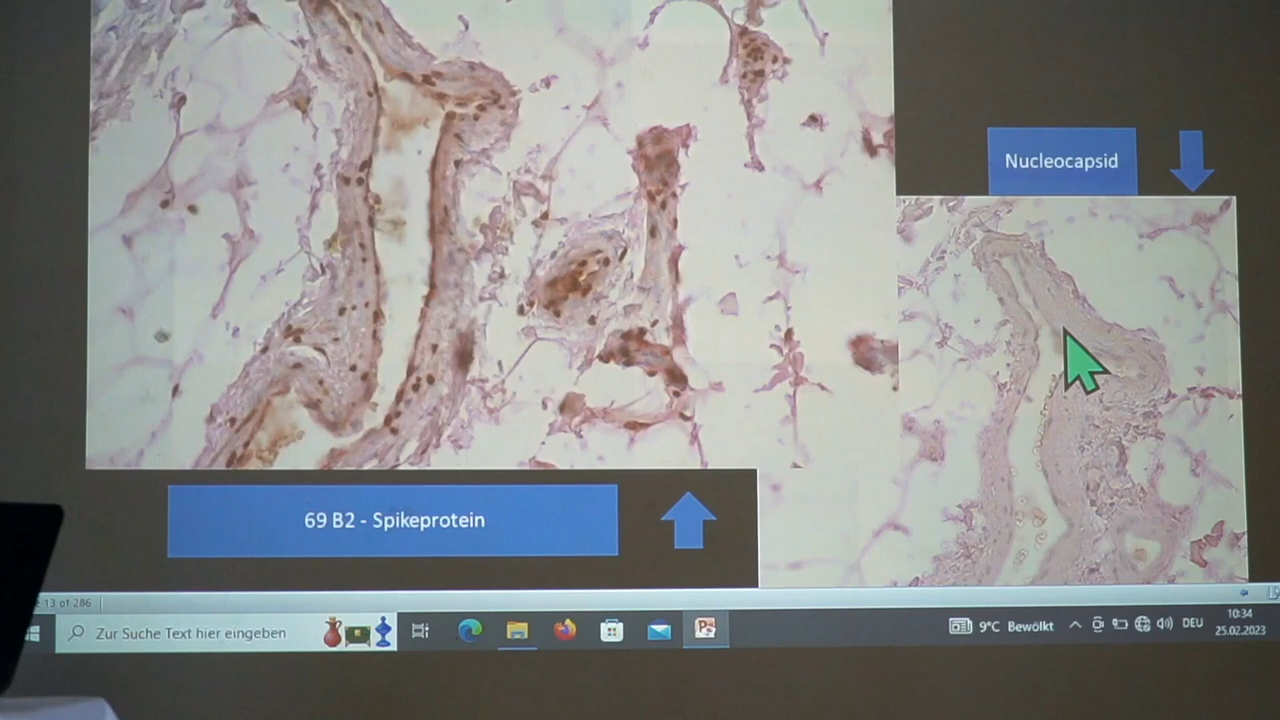 Nucleocapsid
69 B2 - Spikeprotein
13 of 286
Zur Suche Text hier eingeben
9°C Bewölkt
DEU
10:34
25.02.2023